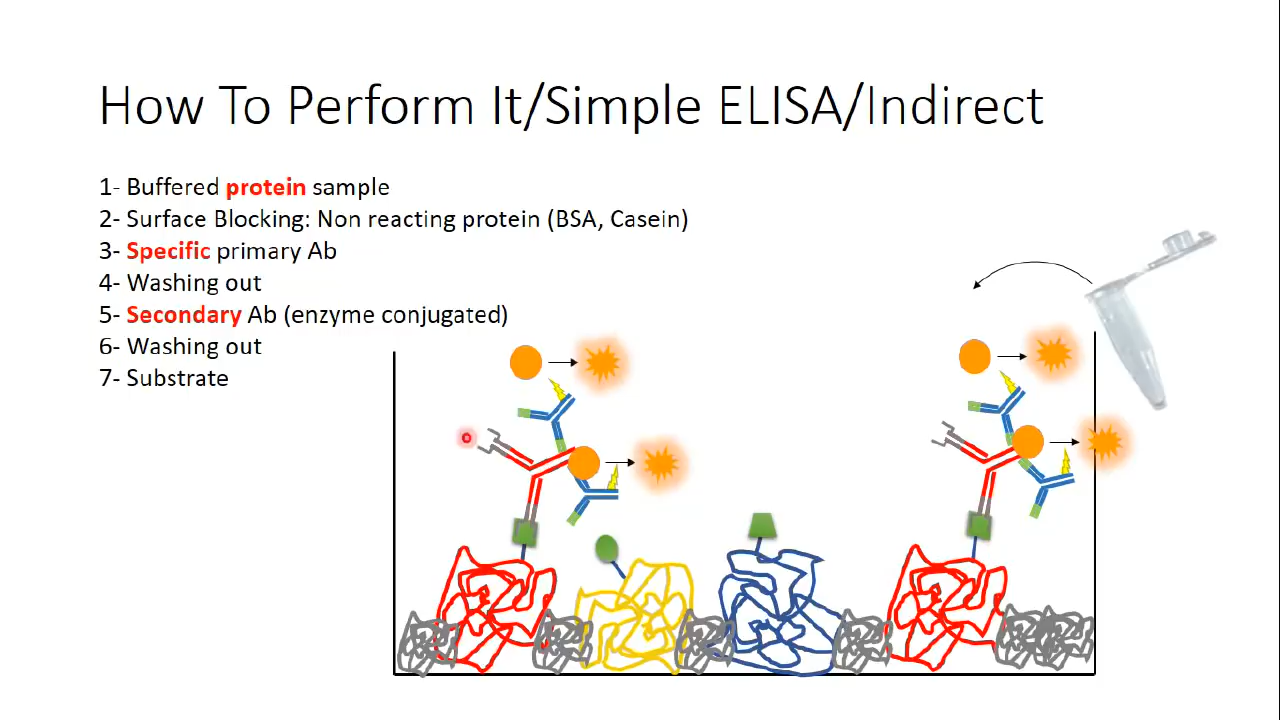 How To Perform It/Simple ELISA/Indirect
1- Buffered protein sample
2- Surface Blocking: Non reacting protein (BSA, Casein)
3- Specific primary Ab
4- Washing out
5- Secondary Ab (enzyme conjugated)
6- Washing out
7- Substrate